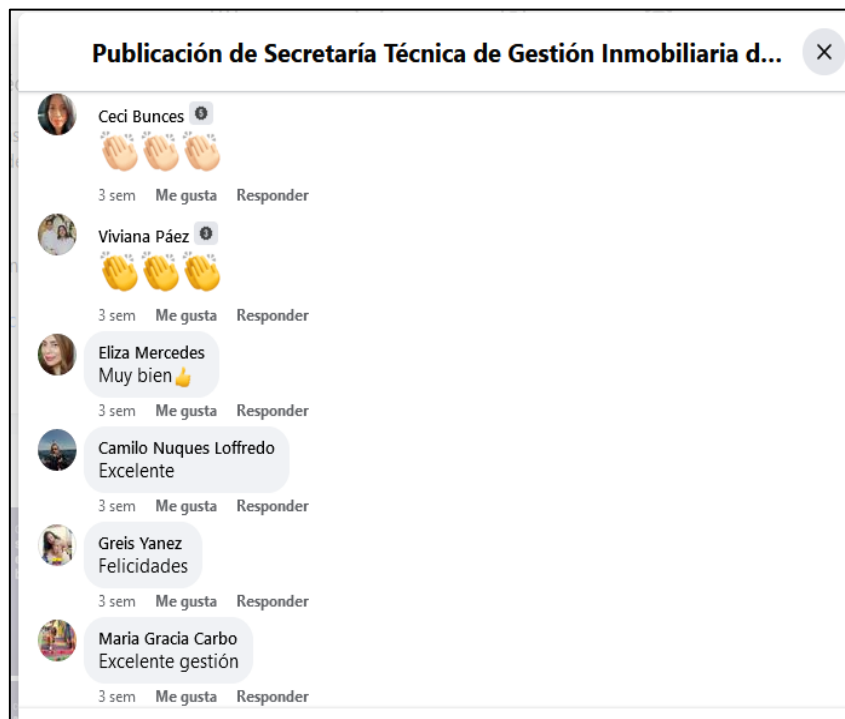 Publicación de Secretaría Técnica de Gestión Inmobiliaria d...
Ceci Bunces
👏🏻👏🏻👏🏻
3 sem Me gusta Responder
Viviana Páez
👏👏👏
3 sem Me gusta Responder
Eliza Mercedes
Muy bien👍
3 sem Me gusta Responder
Camilo Nuques Loffredo
Excelente
3 sem Me gusta Responder
Greis Yanez
Felicidades
3 sem Me gusta Responder
Maria Gracia Carbo
Excelente gestión
3 sem Me gusta Responder